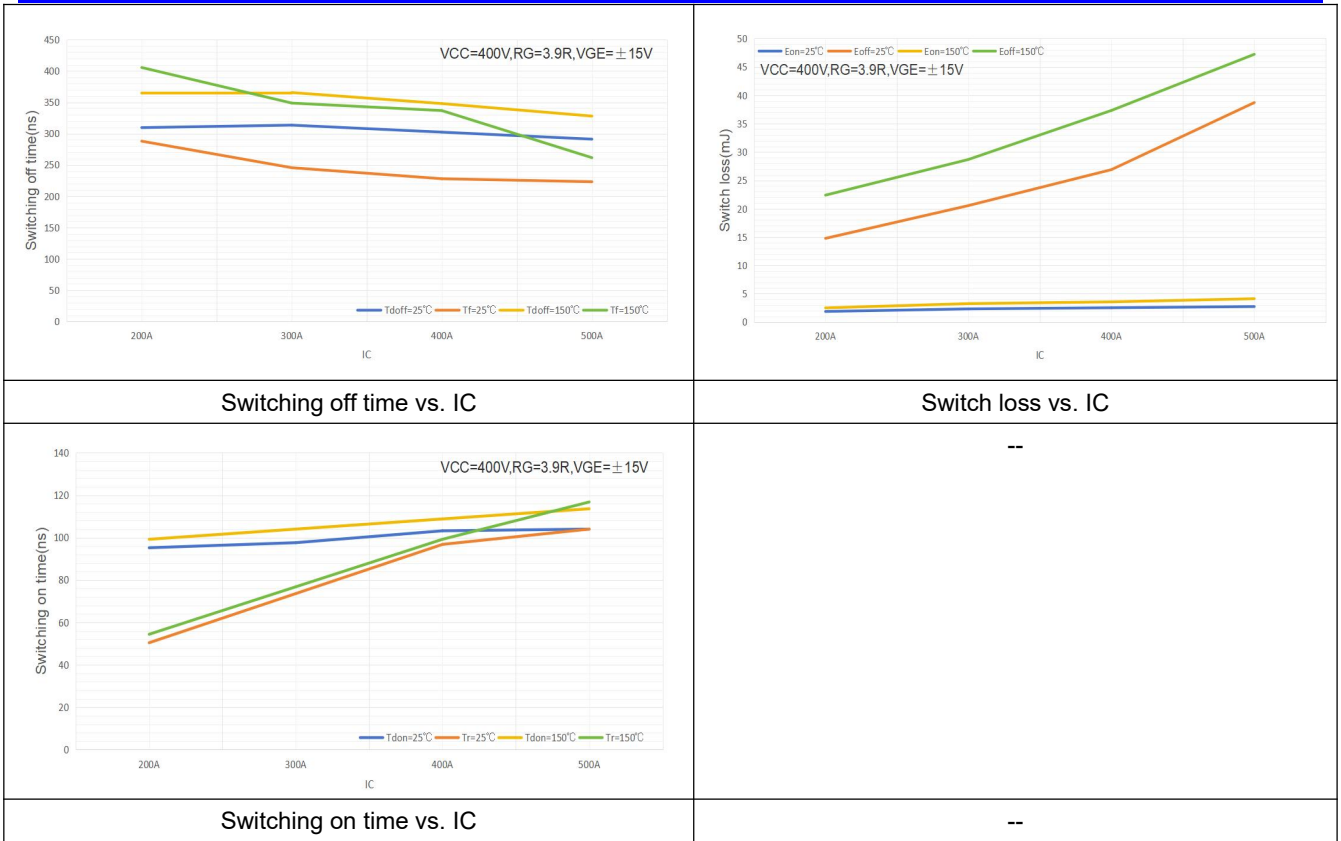 450
400
350
300
250
200
150
100
50
0
Switching off time(ns)
VCC=400V,RG=3.9R,VGE=±15V
Tdoff=25℃ Tf=25℃ Tdoff=150℃ Tf=150℃
200A 300A 400A 500A
IC
50
45
40
35
30
25
20
15
10
5
0
Switch loss(mJ)
Eon=25℃ Eoff=25℃ Eon=150℃ Eoff=150℃
VCC=400V,RG=3.9R,VGE=±15V
200A 300A 400A 500A
IC
Switching off time vs. IC
Switch loss vs. IC
140
120
100
80
60
40
20
0
Switching on time(ns)
VCC=400V,RG=3.9R,VGE=±15V
Tdon=25℃ Tr=25℃ Tdon=150℃ Tr=150℃
200A 300A 400A 500A
IC
--
Switching on time vs. IC
--